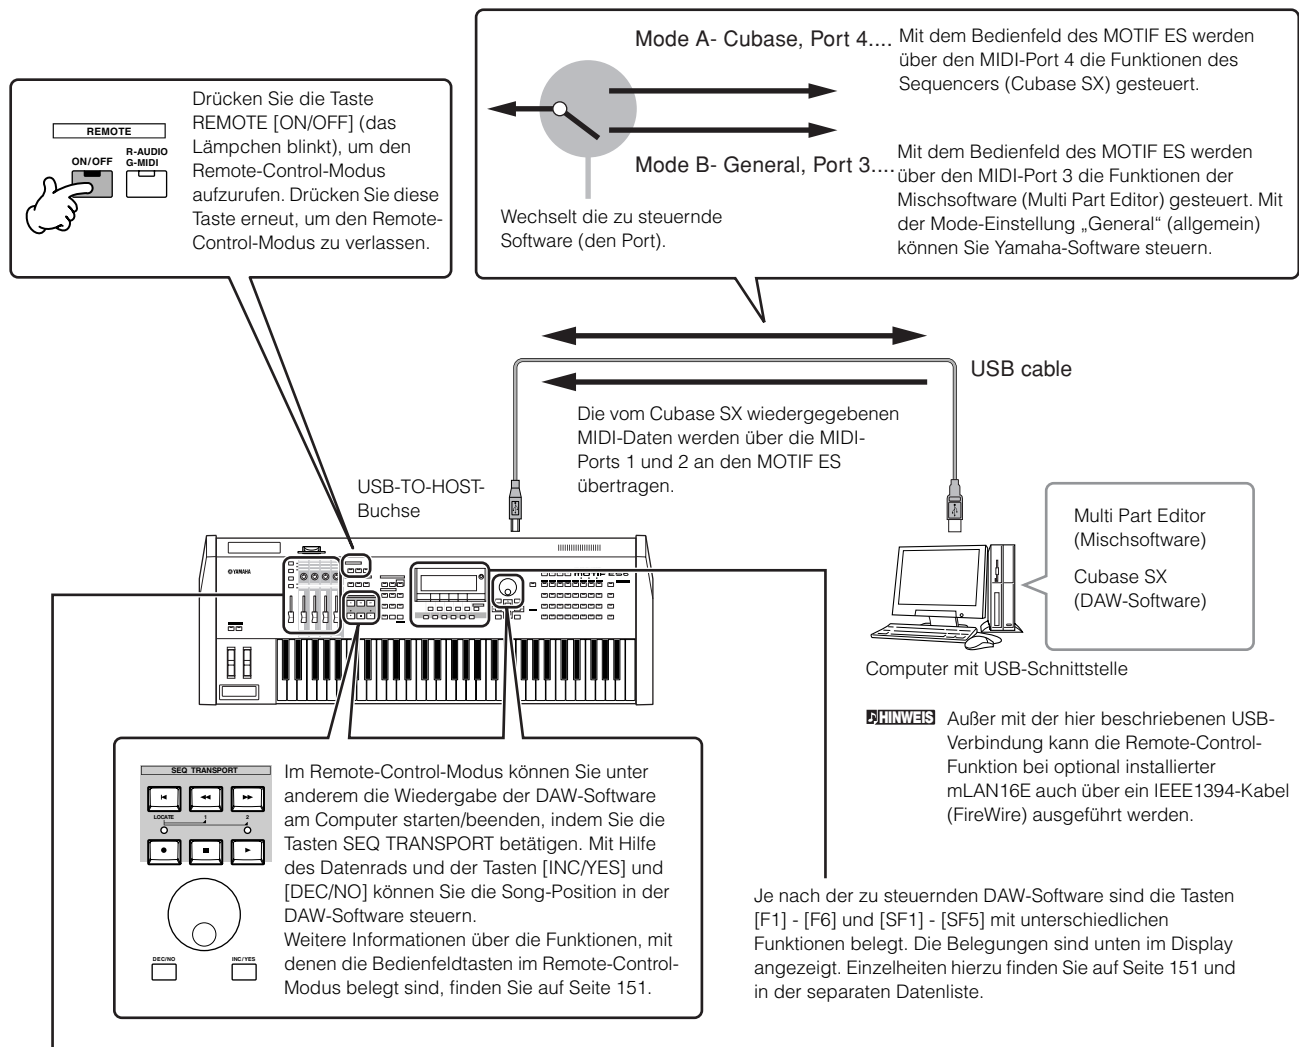 Mode A- Cubase, Port 4....
Mit dem Bedienfeld des MOTIF ES werden
über den MIDI-Port 4 die Funktionen des
Sequencers (Cubase SX) gesteuert.
Mode B- General, Port 3....
Mit dem Bedienfeld des MOTIF ES werden
über den MIDI-Port 3 die Funktionen der
Mischsoftware (Multi Part Editor) gesteuert. Mit
der Mode-Einstellung „General“ (allgemein)
können Sie Yamaha-Software steuern.
Wechselt die zu steuernde
Software (den Port).
REMOTE
ON/OFF
R-AUDIO
G-MIDI
Drücken Sie die Taste
REMOTE [ON/OFF] (das
Lämpchen blinkt), um den
Remote-Control-Modus
aufzurufen. Drücken Sie diese
Taste erneut, um den Remote-
Control-Modus zu verlassen.
USB cable
Die vom Cubase SX wiedergegebenen
MIDI-Daten werden über die MIDI-
Ports 1 und 2 an den MOTIF ES
übertragen.
USB-TO-HOST-
Buchse
YAMAHA
MOTIF ES6
Multi Part Editor
(Mischsoftware)
Cubase SX
(DAW-Software)
Computer mit USB-Schnittstelle
HINWEIS
Außer mit der hier beschriebenen USB-
Verbindung kann die Remote-Control-
Funktion bei optional installierter
mLAN16E auch über ein IEEE1394-Kabel
(FireWire) ausgeführt werden.
SEQ TRANSPORT
LOCATE 1 2
DEC/NO
INC/YES
Im Remote-Control-Modus können Sie unter
anderem die Wiedergabe der DAW-Software
am Computer starten/beenden, indem Sie die
Tasten SEQ TRANSPORT betätigen. Mit Hilfe
des Datenrads und der Tasten [INC/YES] und
[DEC/NO] können Sie die Song-Position in der
DAW-Software steuern.
Weitere Informationen über die Funktionen, mit
denen die Bedienfeldtasten im Remote-Control-
Modus belegt sind, finden Sie auf Seite 151.
Je nach der zu steuernden DAW-Software sind die Tasten
[F1] - [F6] und [SF1] - [SF5] mit unterschiedlichen
Funktionen belegt. Die Belegungen sind unten im Display
angezeigt. Einzelheiten hierzu finden Sie auf Seite 151 und
in der separaten Datenliste.